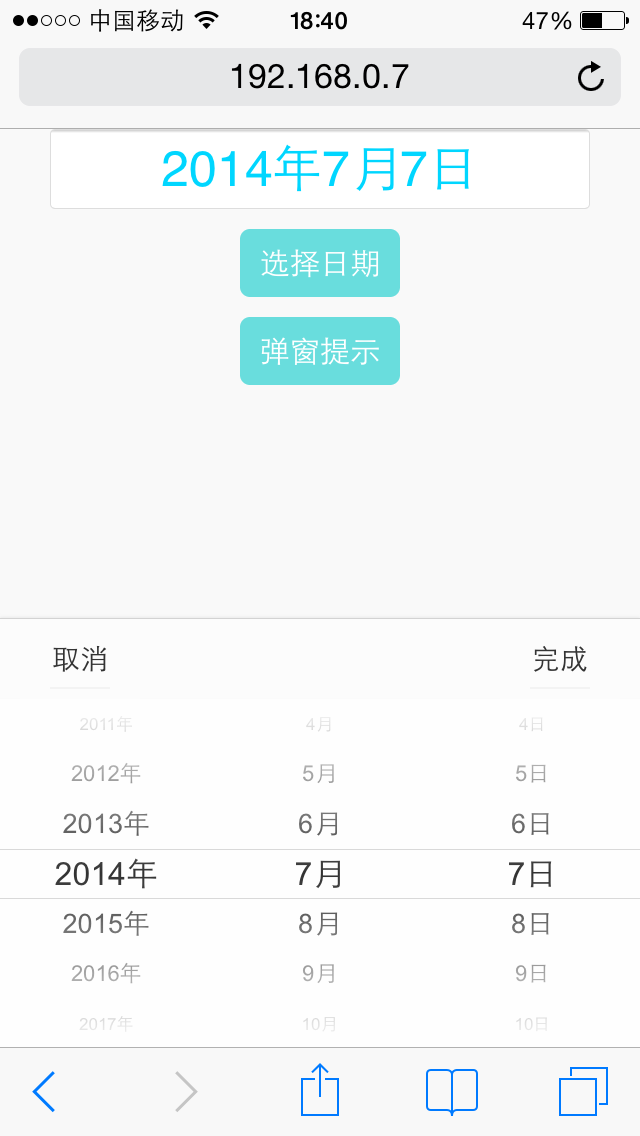 中国移动 18:40 47%
192.168.0.7
2014年7月7日
选择日期
弹窗提示
取消 完成
2011年 4月 4日
2012年 5月 5日
2013年 6月 6日
2014年 7月 7日
2015年 8月 8日
2016年 9月 9日
2017年 10月 10日